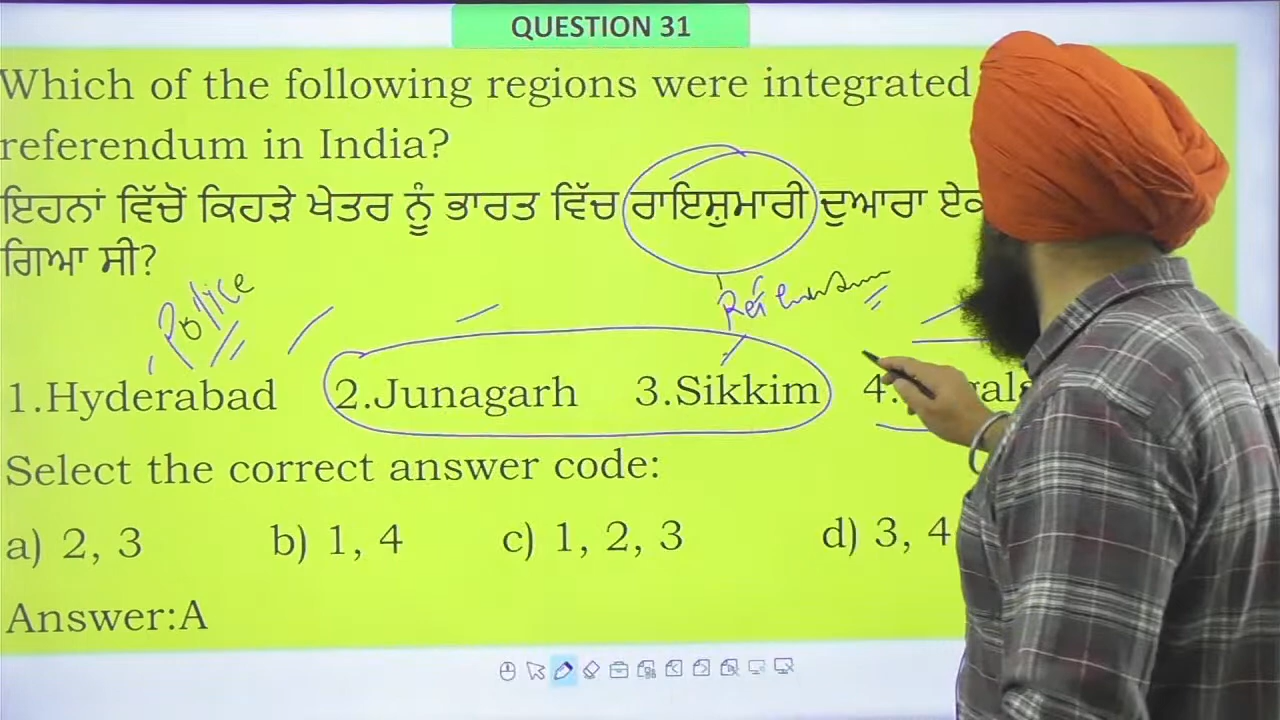 QUESTION 31
Which of the following regions were integrated
referendum in India?
ਇਹਨਾਂ ਵਿੱਚੋਂ ਕਿਹੜੇ ਖੇਤਰ ਨੂੰ ਭਾਰਤ ਵਿੱਚ ਰਾਇਸ਼ੁਮਾਰੀ ਦੁਆਰਾ
ਗਿਆ ਸੀ?
Police
Referendum
1.Hyderabad 2.Junagarh 3.Sikkim 4.
Select the correct answer code:
a) 2, 3 b) 1, 4 c) 1, 2, 3 d) 3, 4
Answer:A